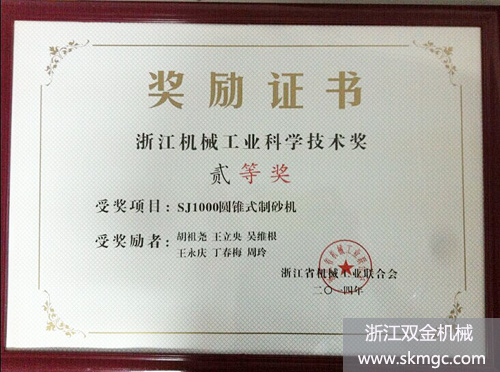 奖励证书
浙江机械工业科学技术奖
贰等奖
受奖项目：SJ1000圆锥式制砂机
受奖励者：胡祖尧 王立央 吴维根
王永庆 丁春梅 周玲
浙江省机械工业联合会
二〇一四年
浙江双金机械
www.skmgc.com